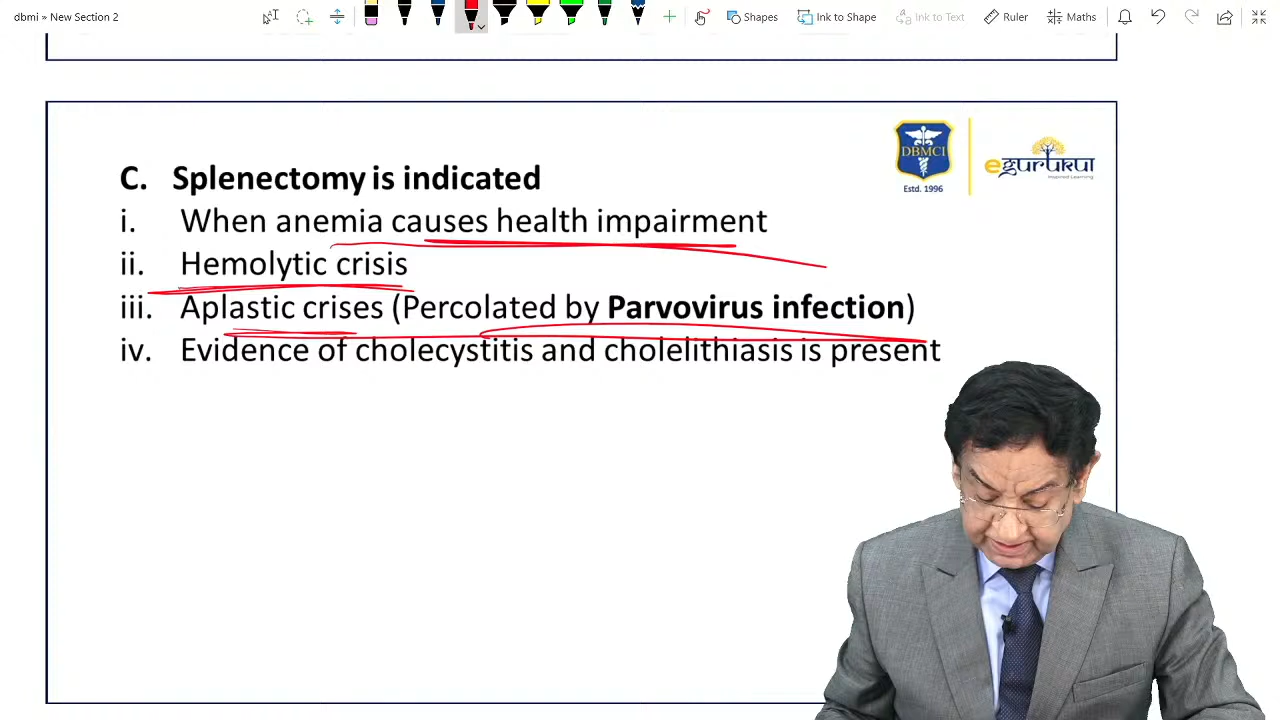 dbmi » New Section 2
Shapes
Ink to Shape
Ink to Text
Ruler
Maths
DBMCI
Estd. 1996
egurukul
Inspired Learning
C. Splenectomy is indicated
i. When anemia causes health impairment
ii. Hemolytic crisis
iii. Aplastic crises (Percolated by Parvovirus infection)
iv. Evidence of cholecystitis and cholelithiasis is present